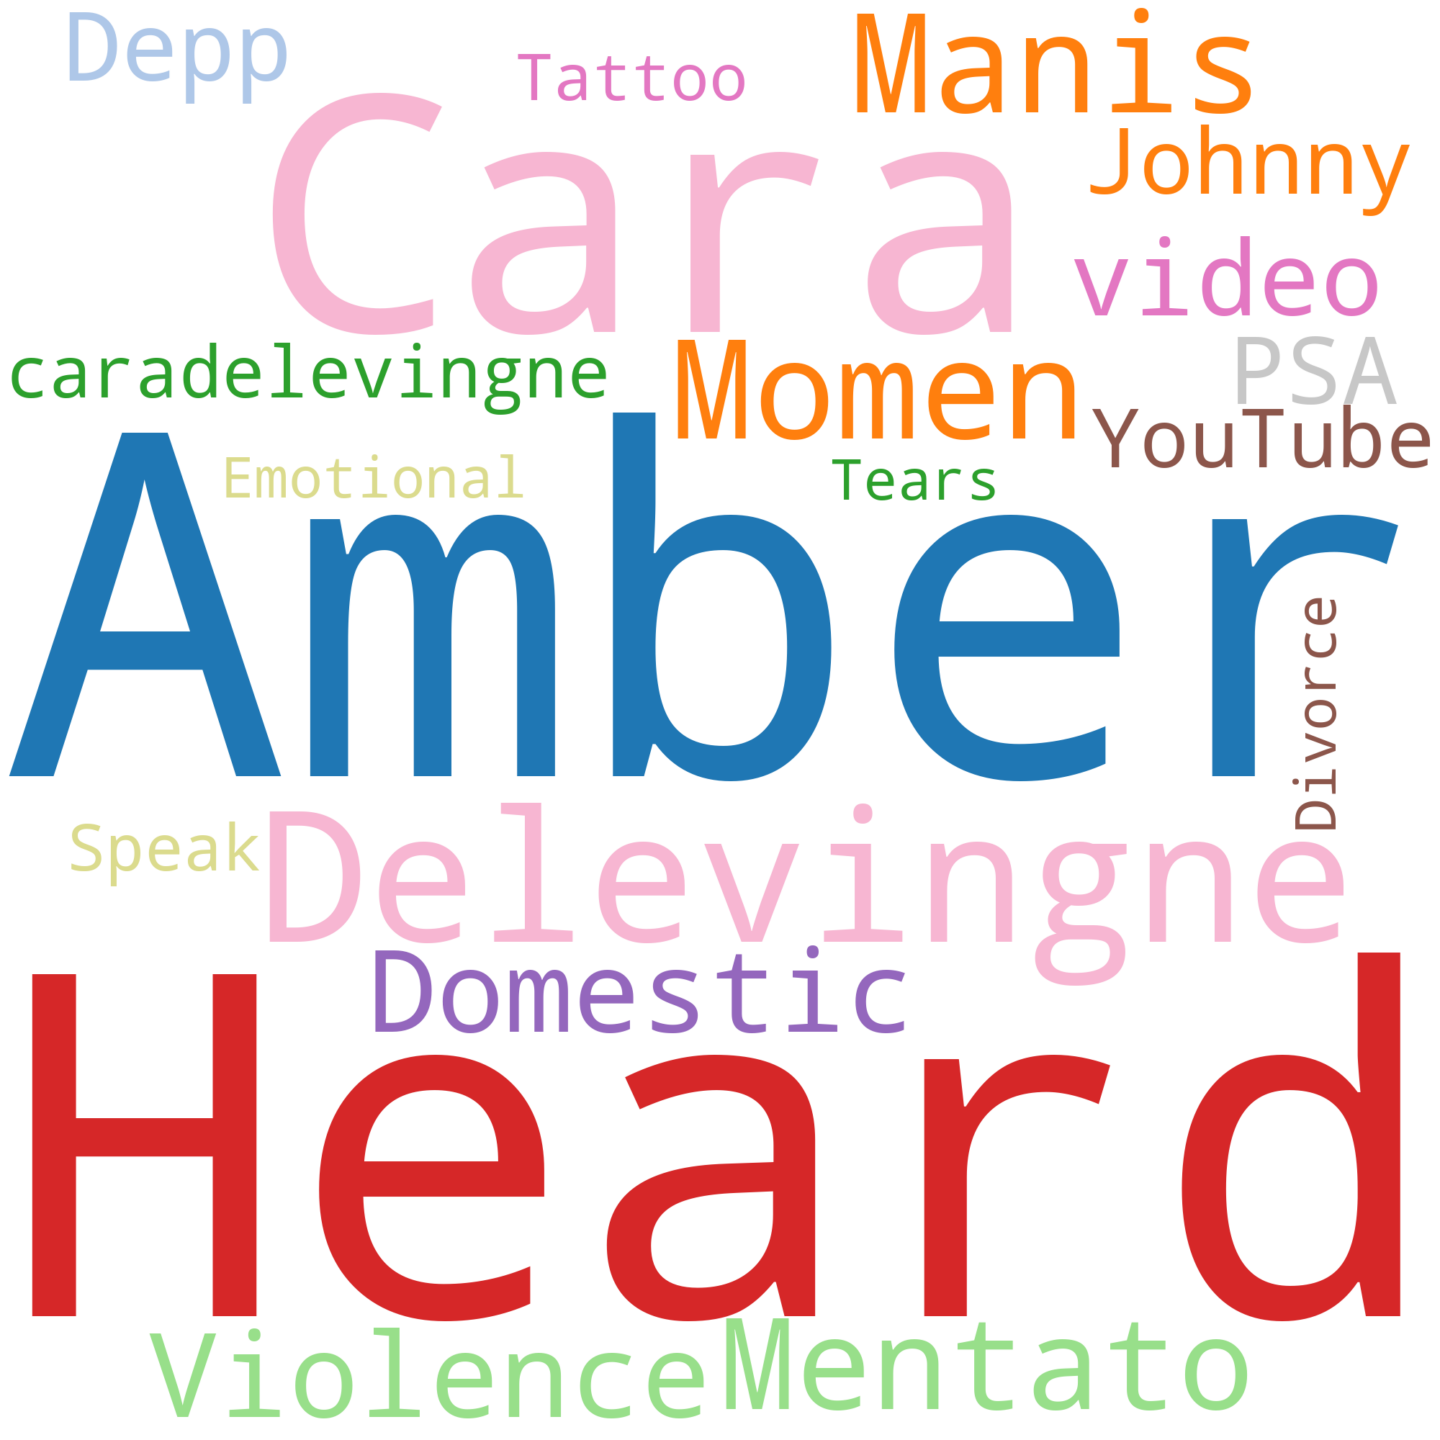 Depp
Tattoo
Manis
Cara
Johnny
video
caradelevingne
Momen
PSA
YouTube
Emotional
Tears
Amber
Divorce
Speak
Delevingne
Domestic
Heard
Violence
Mentato